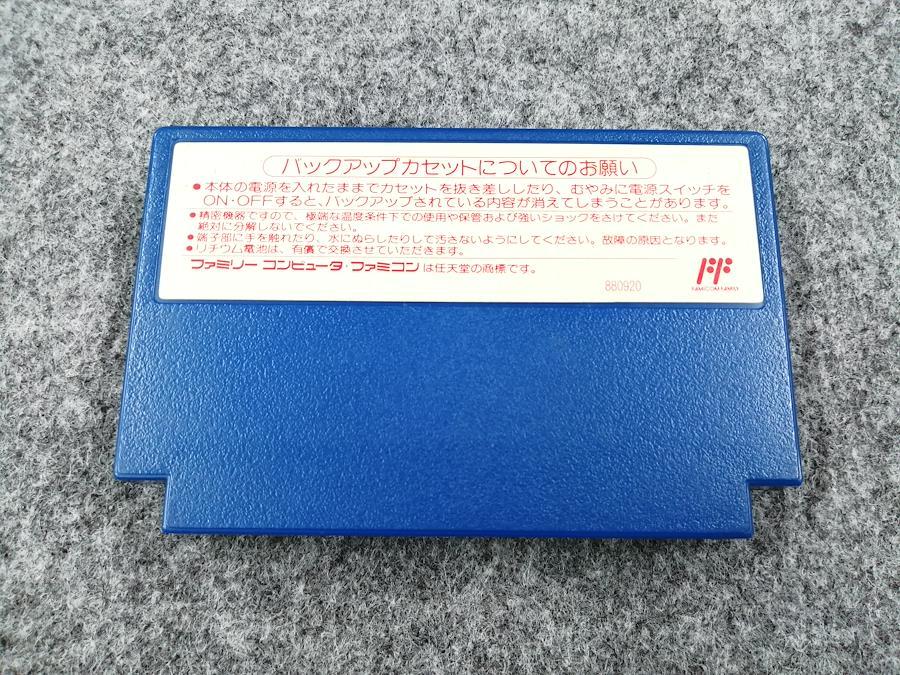 バックアップカセットについてのお願い
●本体の電源を入れたままでカセットを抜き差ししたり、むやみに電源スイッチを
ON・OFFすると、バックアップされている内容が消えてしまうことがあります。
●精密機器ですので、極端な温度条件下での使用や保管および強いショックをさけてください。また
絶対に分解しないでください。
●端子部に手を触れたり、水にぬらしたりして汚さないようにしてください。故障の原因となります。
●リチウム電池は、有償で交換させていただきます。
ファミリー コンピュータ・ファミコンは任天堂の商標です。
880920
FAMICOM FAMILY